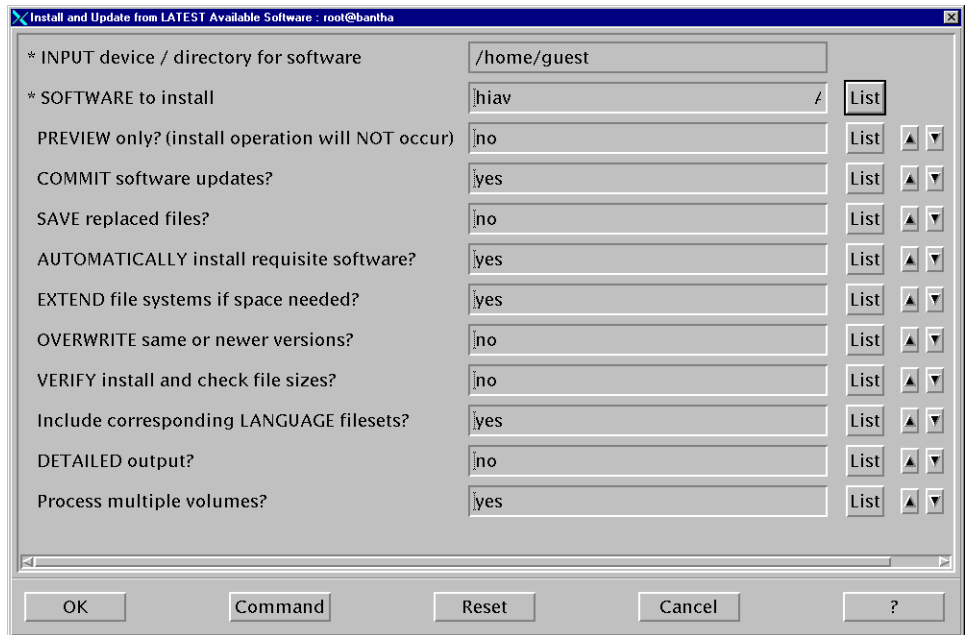 Install and Update from LATEST Available Software : root@bantha
* INPUT device / directory for software /home/guest
* SOFTWARE to install hiav List
PREVIEW only? (install operation will NOT occur) no List
COMMIT software updates? yes List
SAVE replaced files? no List
AUTOMATICALLY install requisite software? yes List
EXTEND file systems if space needed? yes List
OVERWRITE same or newer versions? no List
VERIFY install and check file sizes? no List
Include corresponding LANGUAGE filesets? yes List
DETAILED output? no List
Process multiple volumes? yes List
OK Command Reset Cancel ?